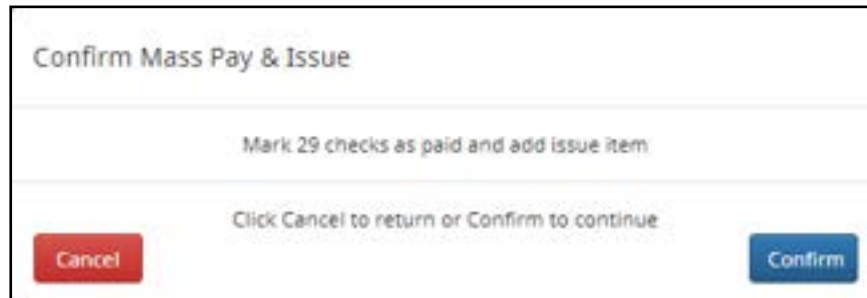 Confirm Mass Pay & Issue
Mark 29 checks as paid and add issue item
Click Cancel to return or Confirm to continue
Cancel
Confirm